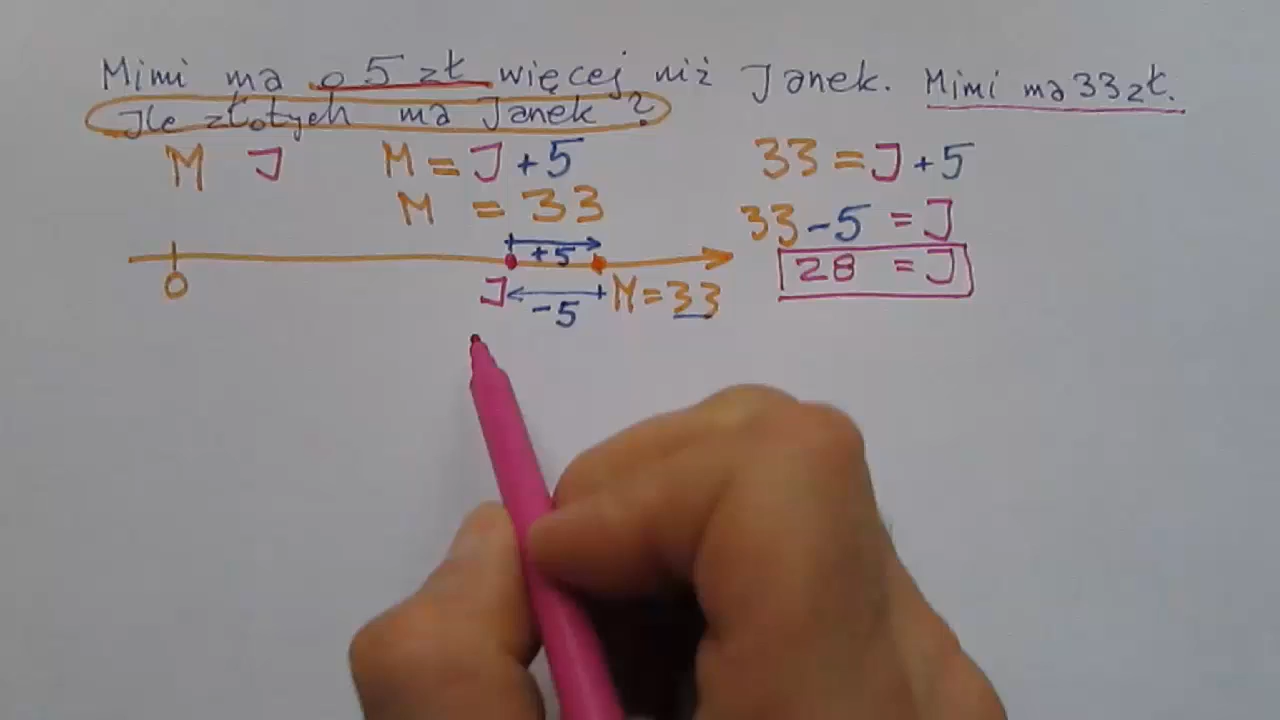 Mimi ma o 5 zł więcej niż Janek. Mimi ma 33 zł.
Ile złotych ma Janek?
M J M = J + 5 33 = J + 5
M = 33 33 - 5 = J
+5 28 = J
0 J -5 M = 33